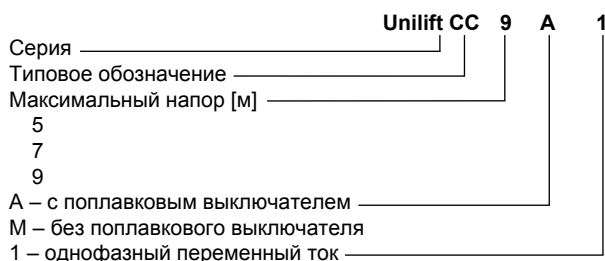 Unilift CC 9 A 1
Серия
Типовое обозначение
Максимальный напор [м]
5
7
9
А – с поплавковым выключателем
М – без поплавкового выключателя
1 – однофазный переменный ток